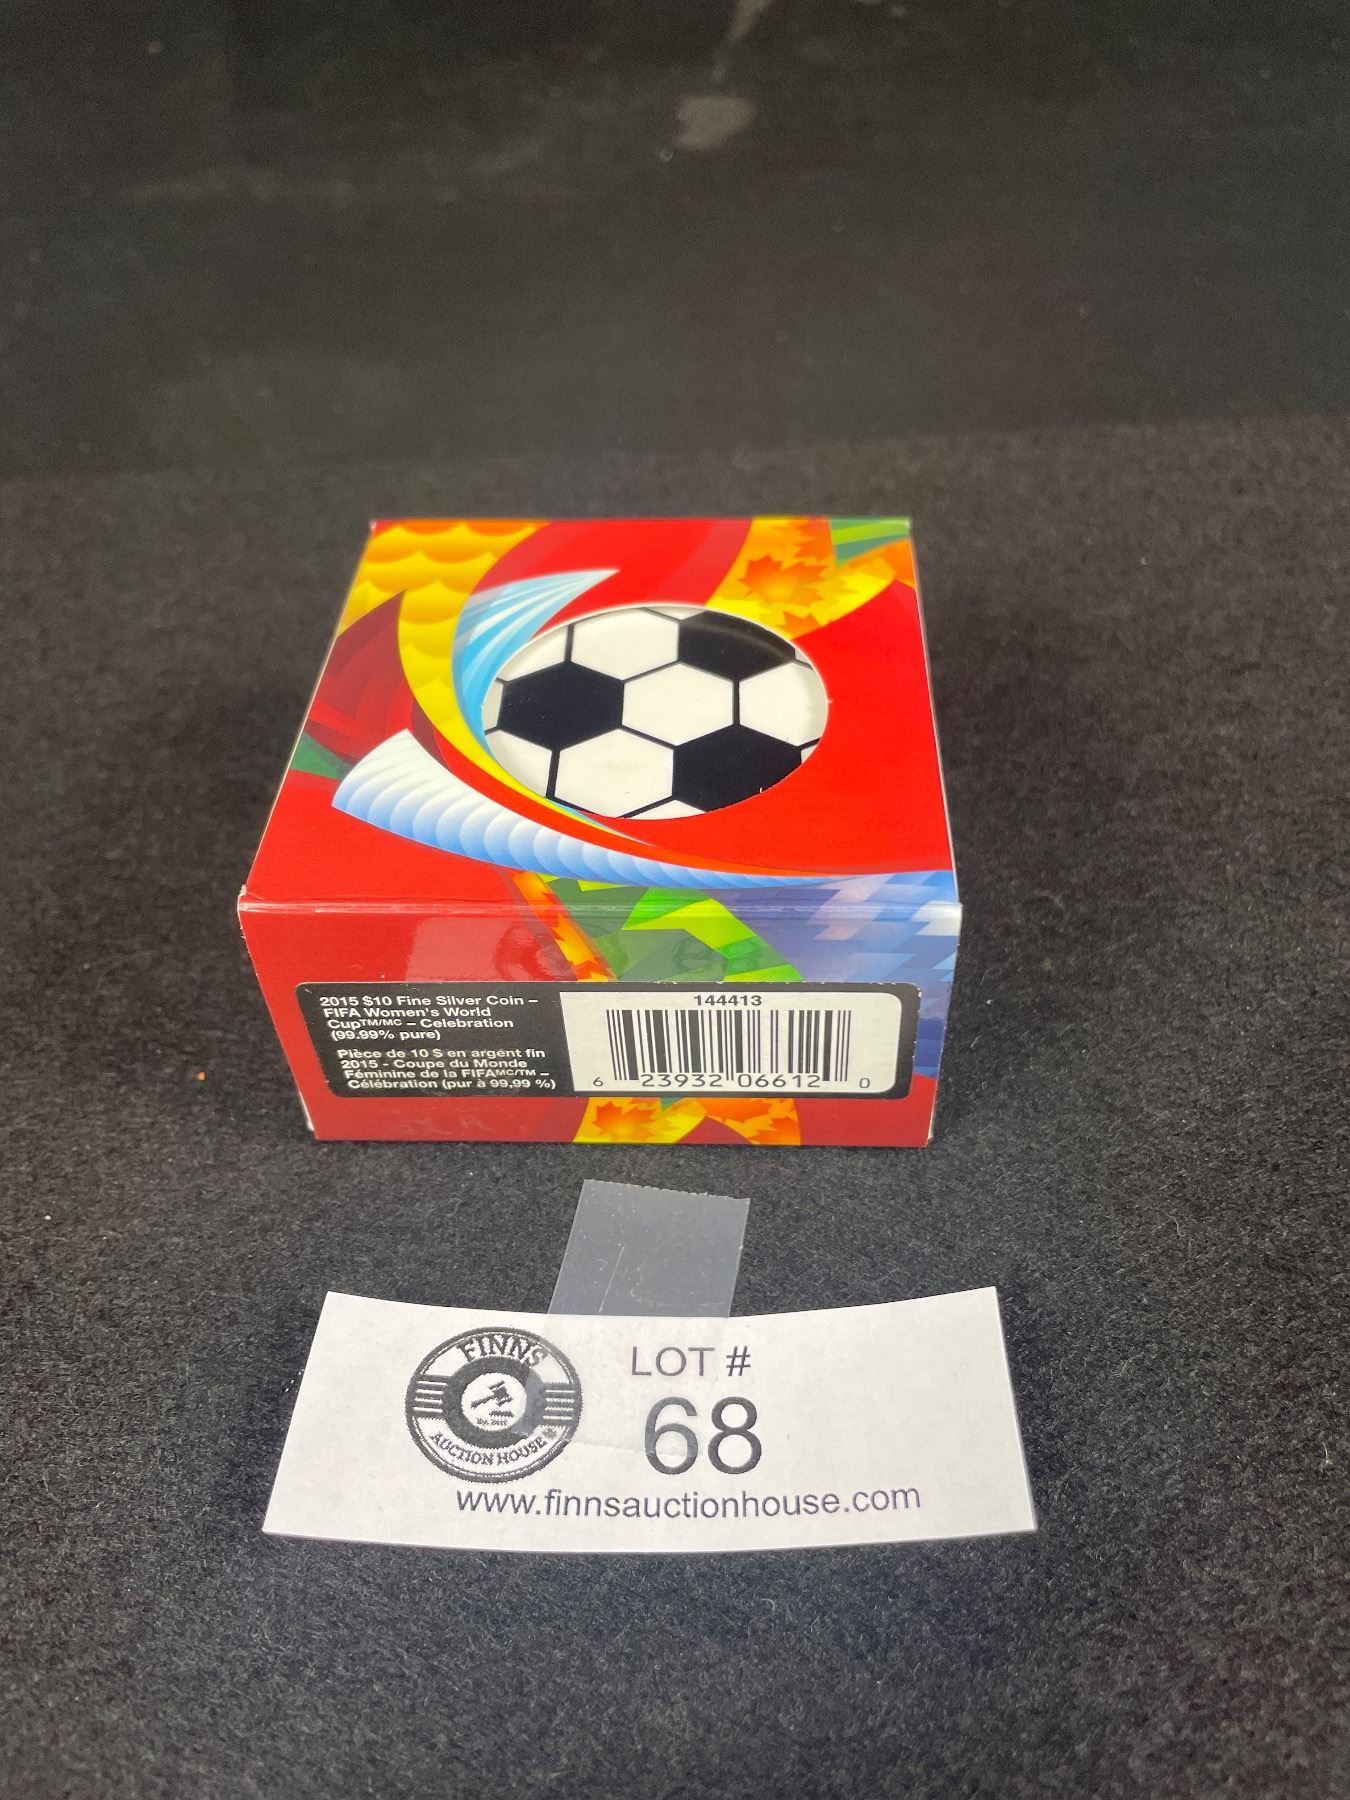 2015 $10 Fine Silver Coin –
FIFA Women's World
Cup™/MC – Celebration
(99.99% pure)
Pièce de 10 $ en argent fin
2015 - Coupe du Monde
Féminine de la FIFAMC/TM –
Célébration (pur à 99,99 %)
144413
6 23932 06612 0
FINNS
AUCTION HOUSE
LOT #
68
www.finnsauctionhouse.com